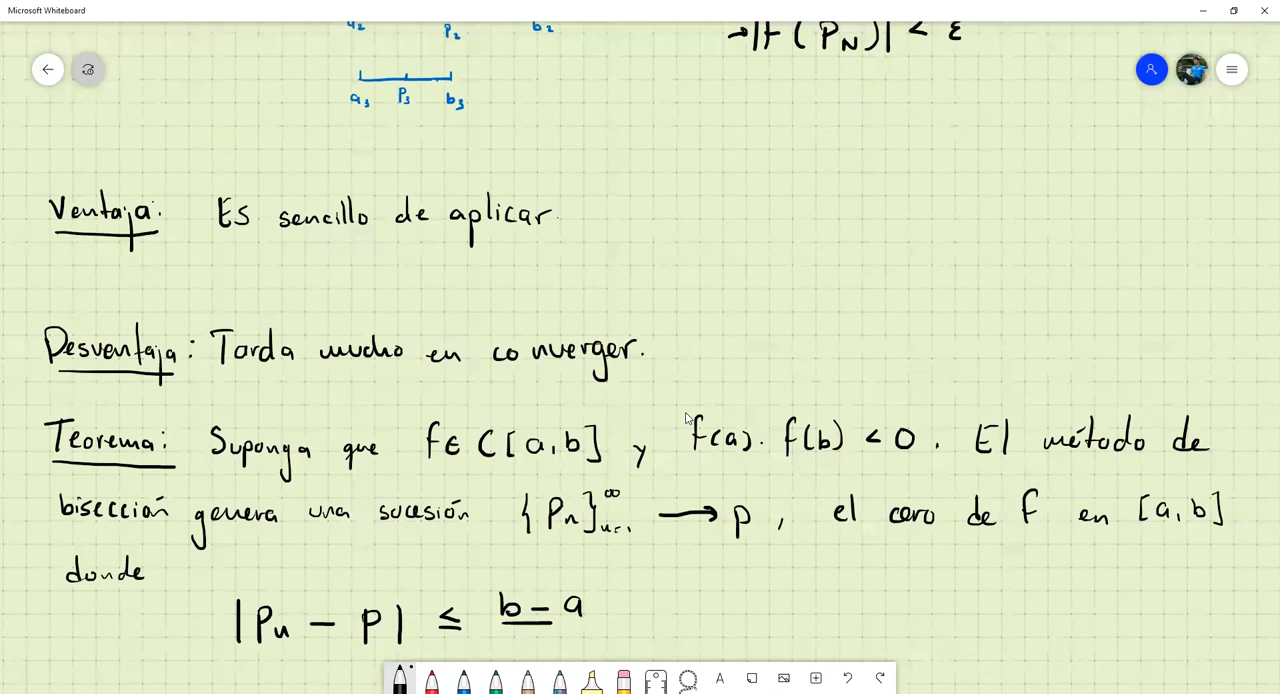 Microsoft Whiteboard
a2 P2 b2
→|f(PN)| < ε
a3 P3 b3
Ventaja: Es sencillo de aplicar.
Desventaja: Tarda mucho en converger.
Teorema: Suponga que f∈ C[a,b] y f(a). f(b) < 0. El método de
bisección genera una sucesión {Pn}∞n=1 → p, el cero de f en [a,b]
donde
|Pn - p| ≤ b-a
A